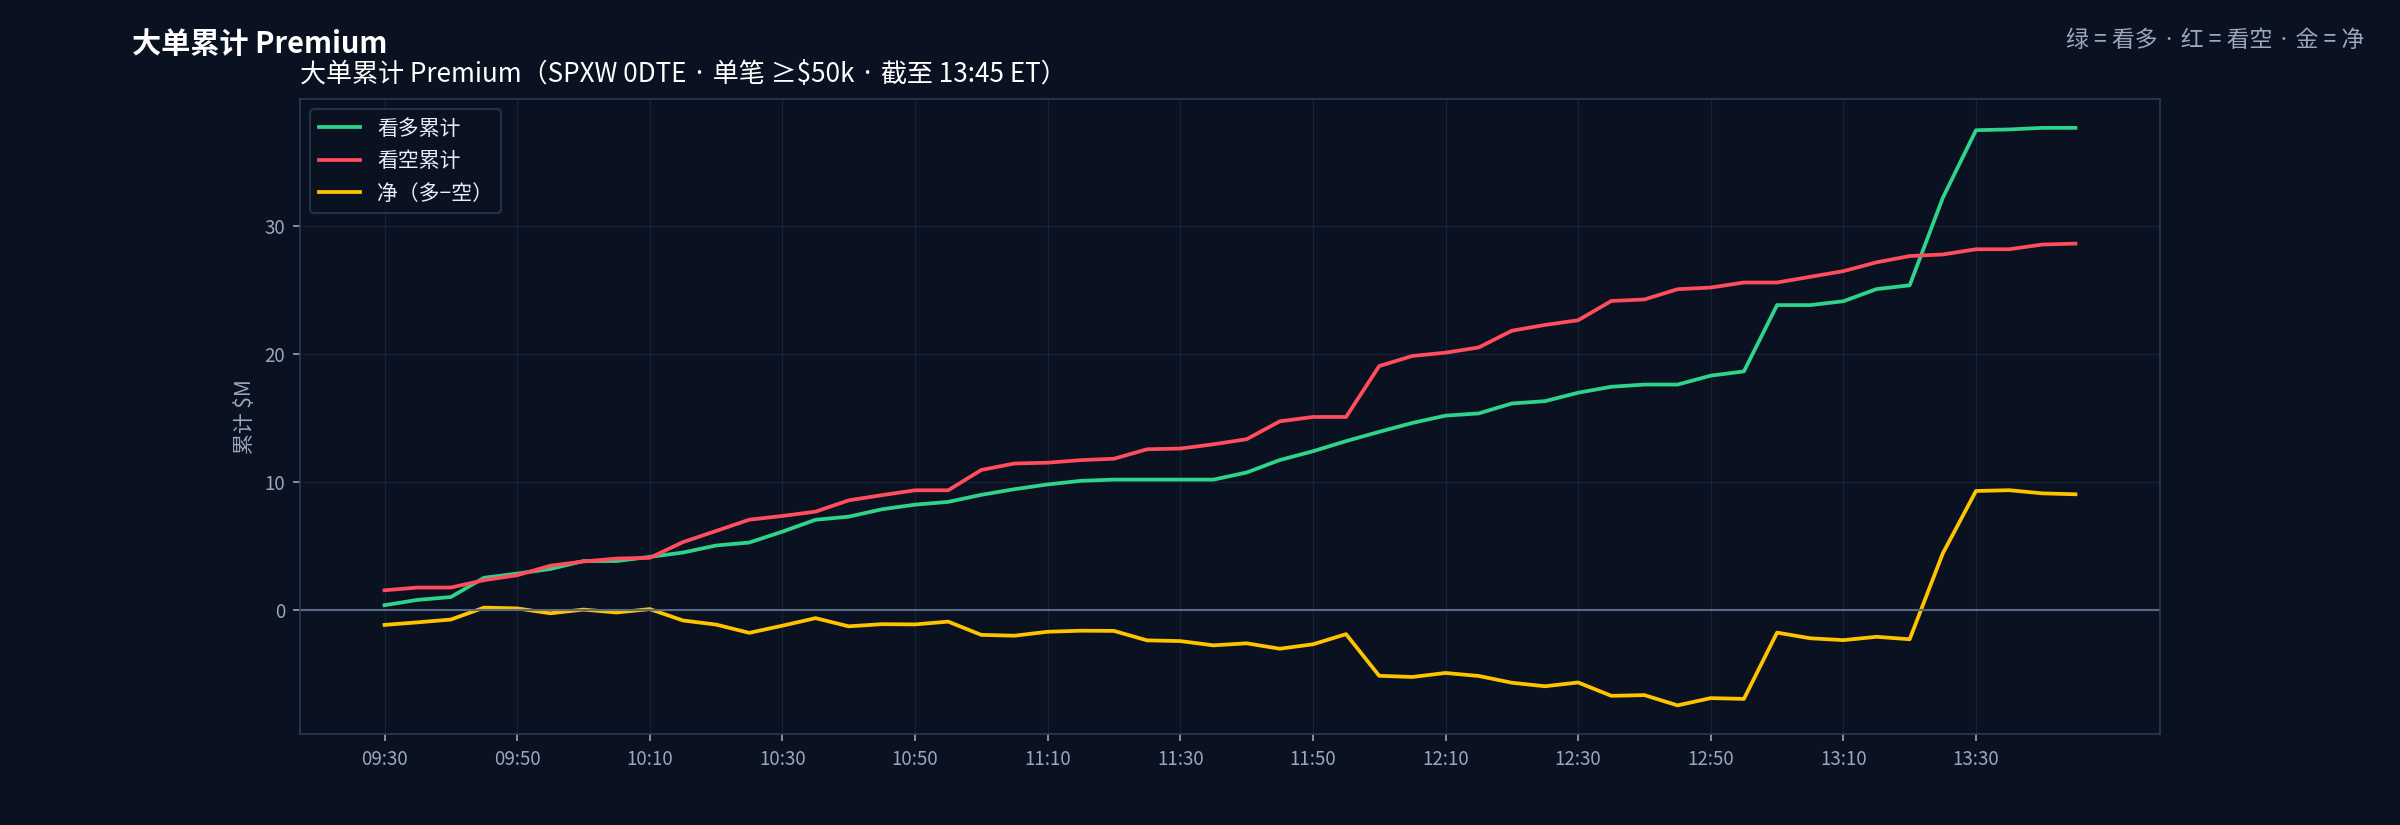 大单累计 Premium
绿 = 看多 · 红 = 看空 · 金 = 净
大单累计 Premium（SPXW 0DTE · 单笔 ≥$50k · 截至 13:45 ET）
看多累计
看空累计
净（多−空）
累计 $M
30
20
10
0
09:30 09:50 10:10 10:30 10:50 11:10 11:30 11:50 12:10 12:30 12:50 13:10 13:30